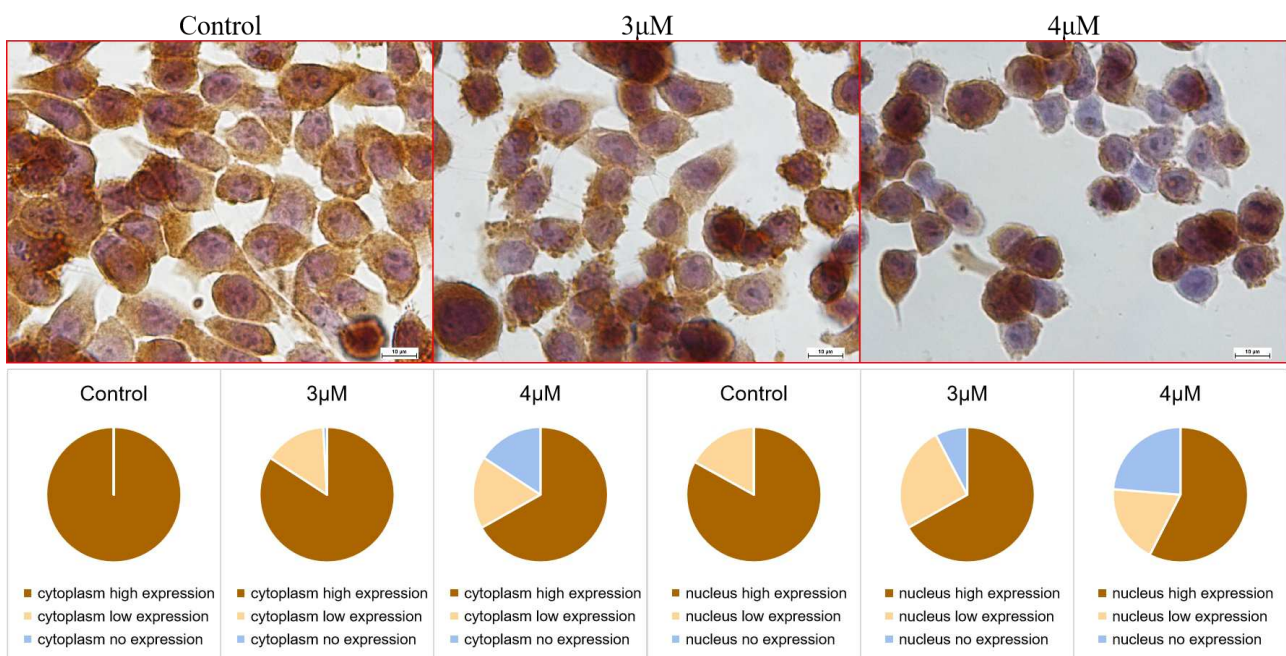 Control
3μM
4μM
10 μm
10 μm
10 μm
Control
3μM
4μM
Control
3μM
4μM
cytoplasm high expression
cytoplasm low expression
cytoplasm no expression
cytoplasm high expression
cytoplasm low expression
cytoplasm no expression
cytoplasm high expression
cytoplasm low expression
cytoplasm no expression
nucleus high expression
nucleus low expression
nucleus no expression
nucleus high expression
nucleus low expression
nucleus no expression
nucleus high expression
nucleus low expression
nucleus no expression